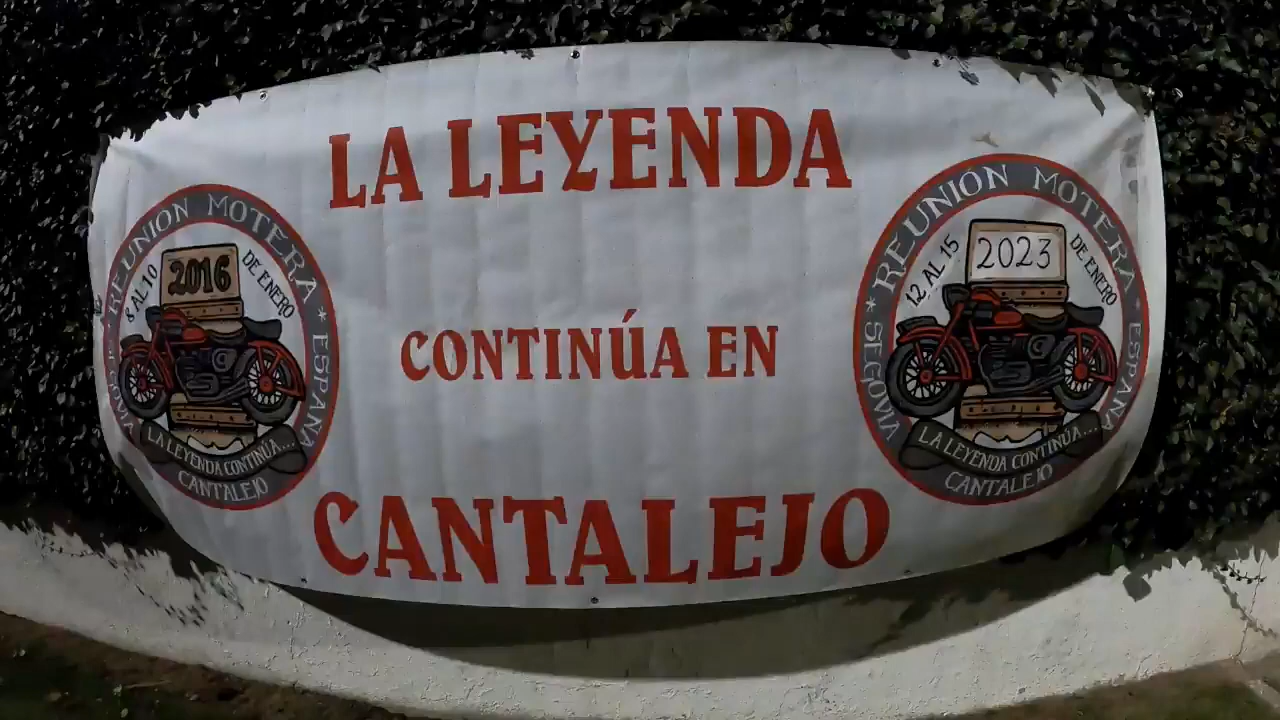 LA LEYENDA
CONTINÚA EN
CANTALEJO
REUNION MOTERA * ESPAÑA
SEGOVIA *
8 AL 10 DE ENERO
2016
LA LEYENDA CONTINÚA...
CANTALEJO
REUNION MOTERA * ESPAÑA
SEGOVIA *
12 AL 15 DE ENERO
2023
LA LEYENDA CONTINÚA...
CANTALEJO